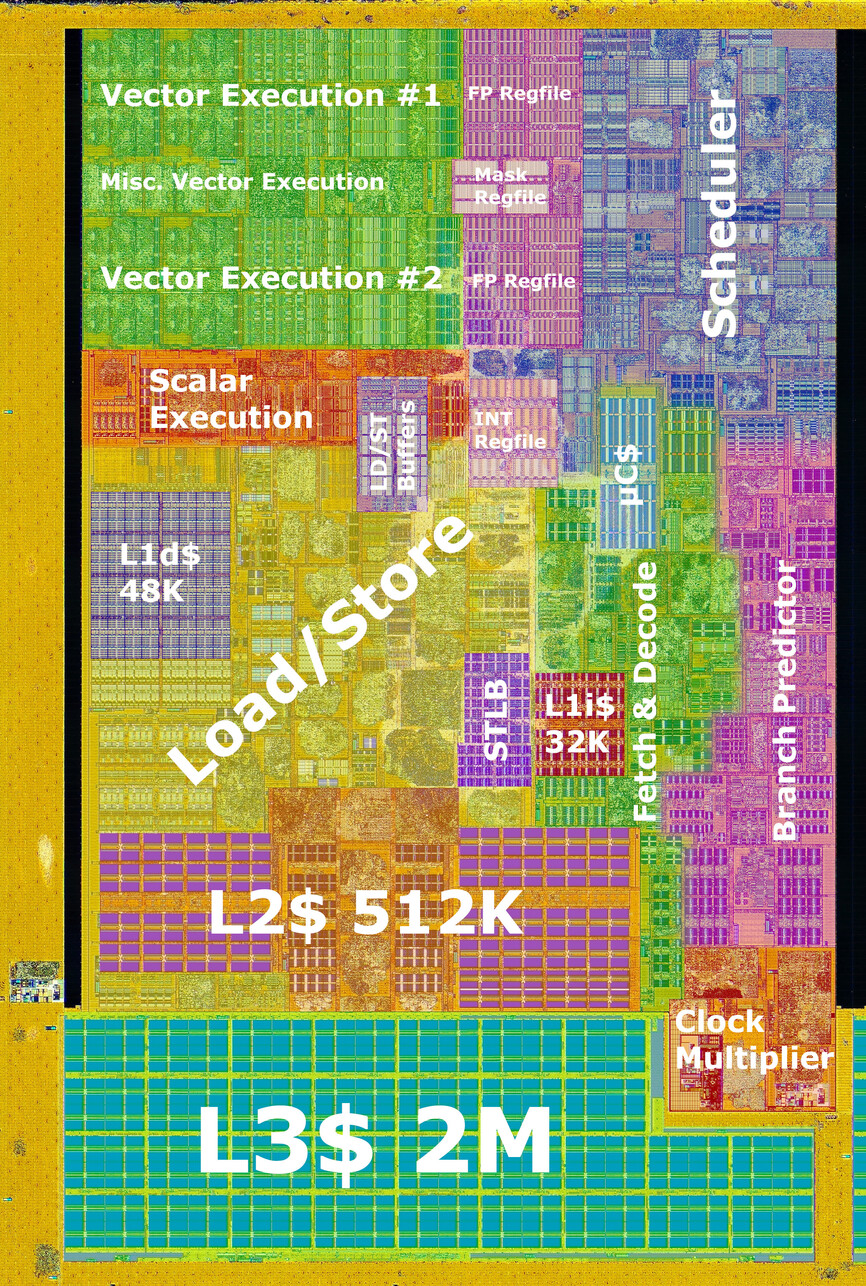 Vector Execution #1
FP Regfile
Scheduler
Misc. Vector Execution
Mask
Regfile
Vector Execution #2
FP Regfile
Scalar
Execution
LD/ST
Buffers
INT
Regfile
µC$
L1d$
48K
Load/Store
STLB
L1i$
32K
Fetch & Decode
Branch Predictor
L2$ 512K
Clock
Multiplier
L3$ 2M